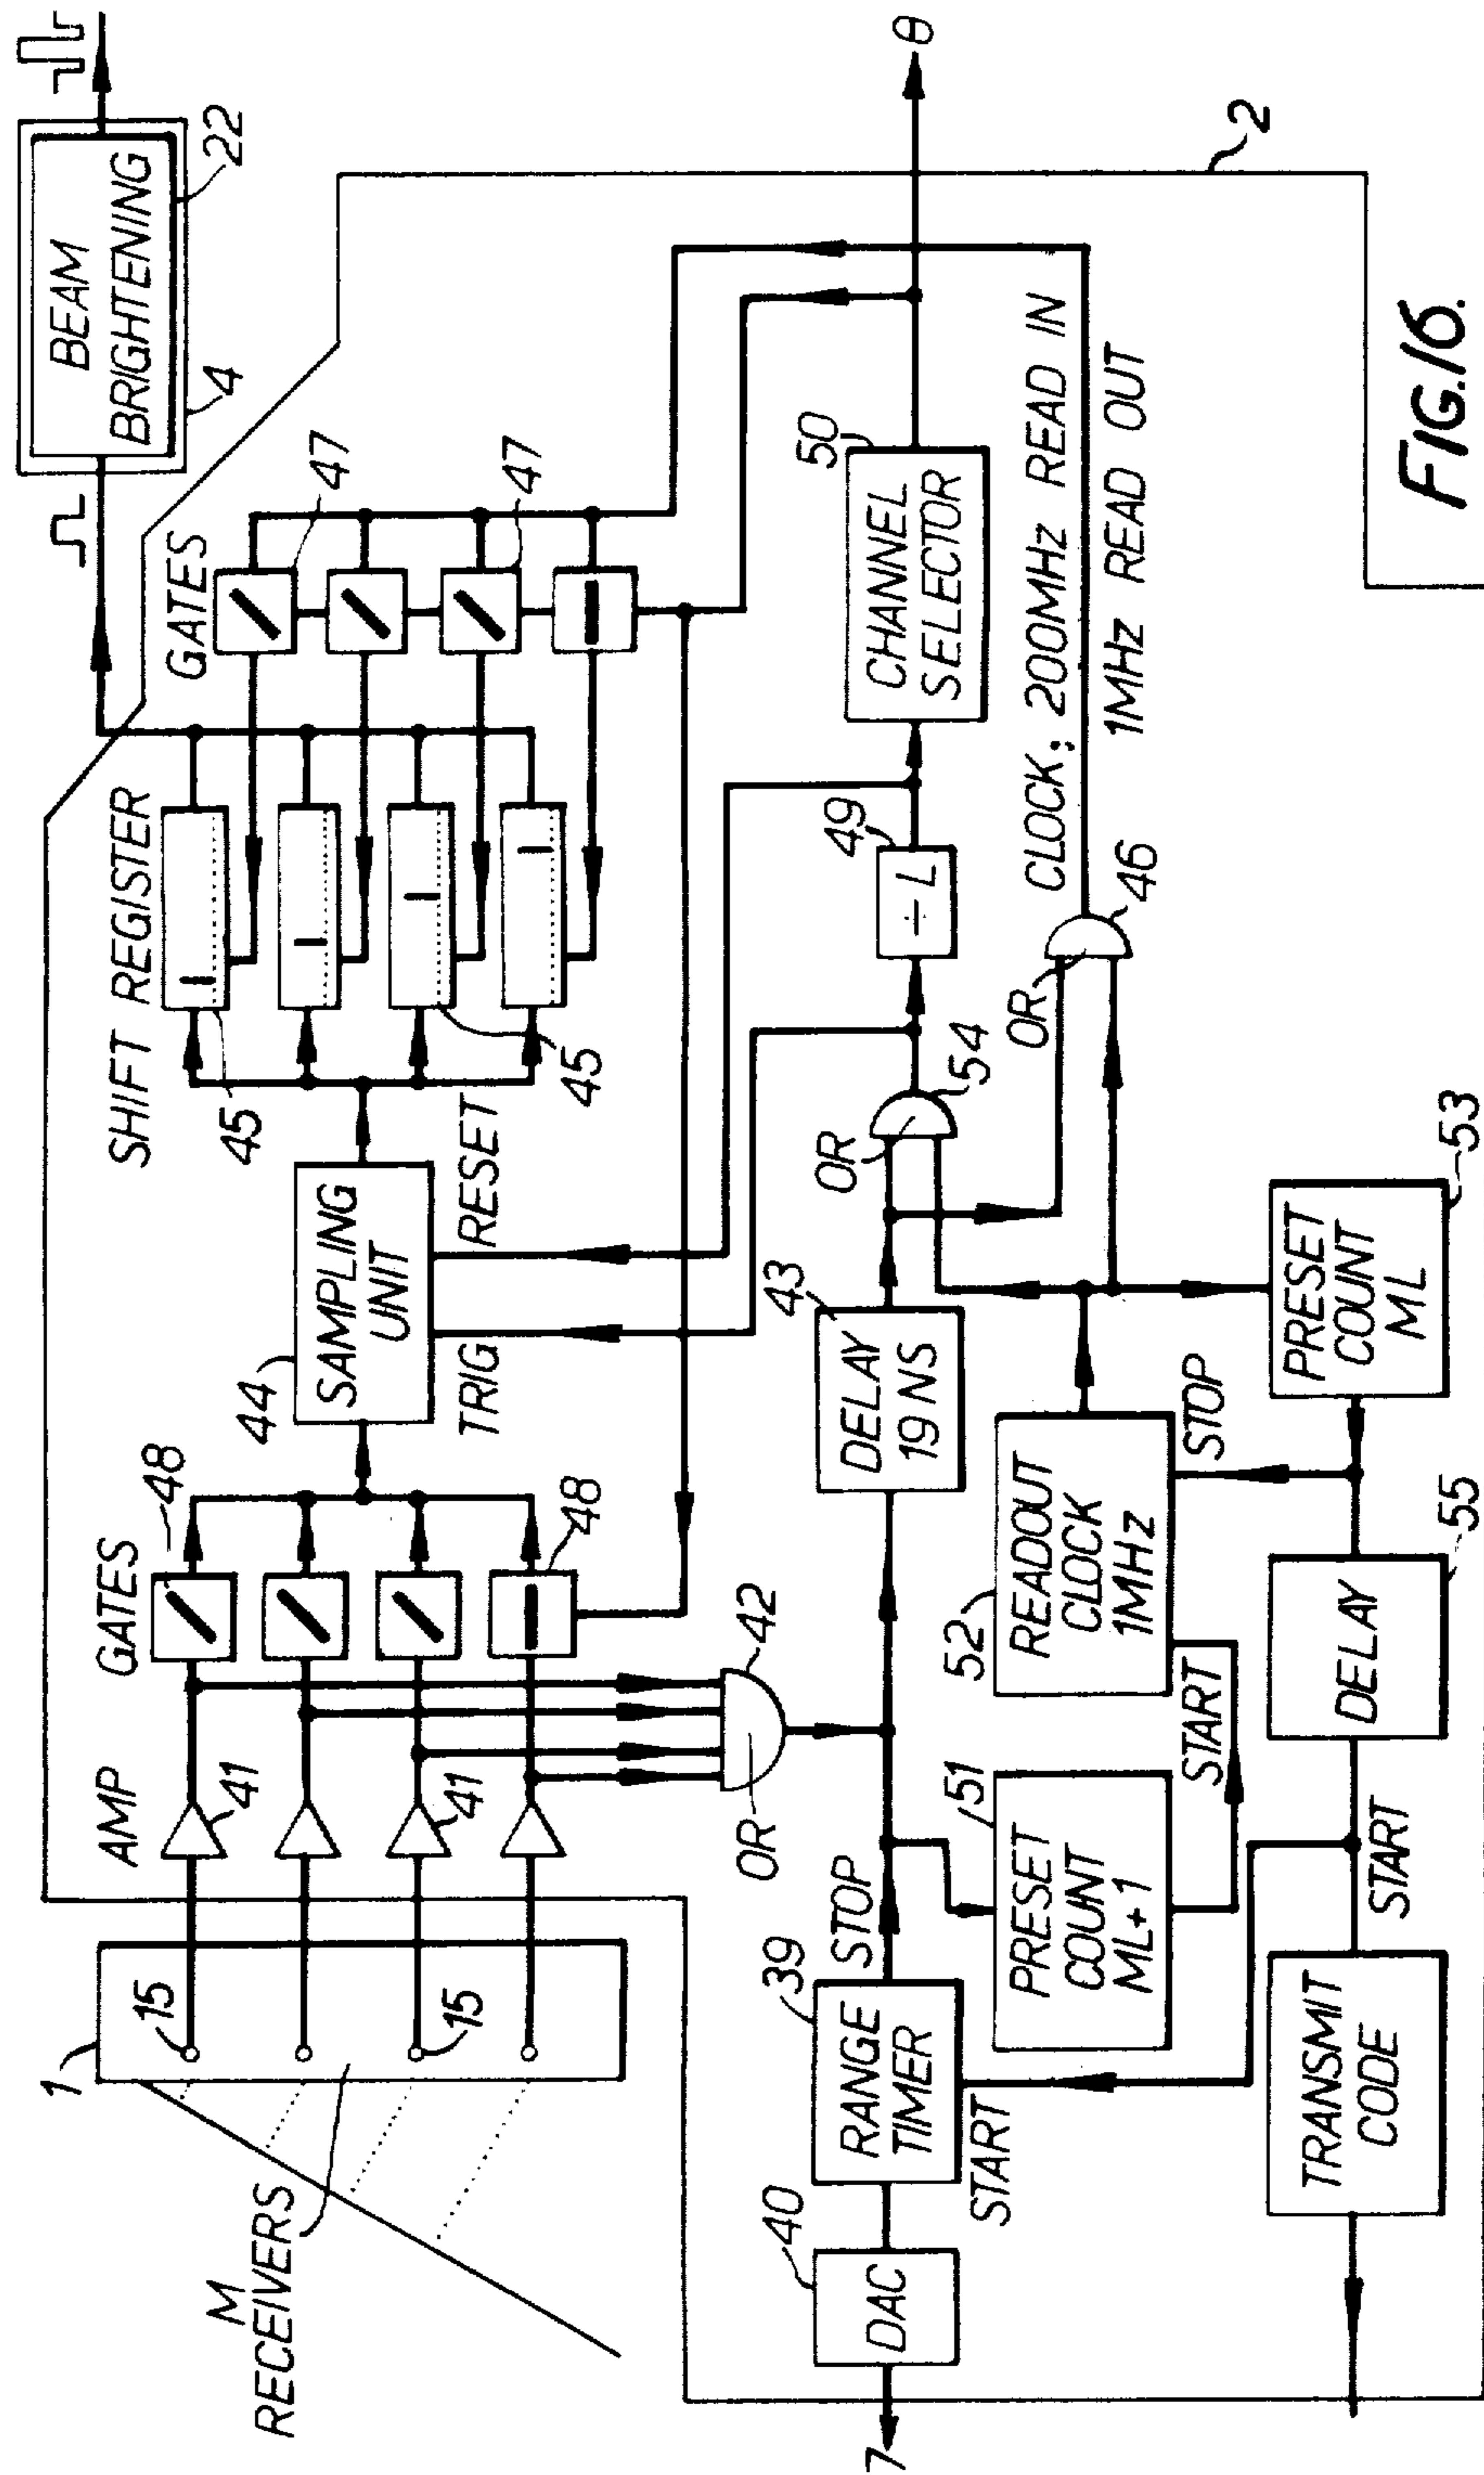 1
M
RECEIVERS
15
15
AMP
41
41
GATES
48
48
OR
42
44
SAMPLING
UNIT
TRIG
RESET
SHIFT REGISTER
45
45
GATES
47
47
BEAM
BRIGHTENING
4
22
7
40
DAC
39
RANGE
TIMER
START
STOP
51
PRESET
COUNT
ML+1
START
52
READOUT
CLOCK
1MHz
STOP
43
DELAY
19 NS
OR
54
OR
46
49
÷ L
50
CHANNEL
SELECTOR
θ
CLOCK; 200MHz READ IN
1MHz READ OUT
2
TRANSMIT
CODE
START
DELAY
55
PRESET
COUNT
ML
53
FIG.16.